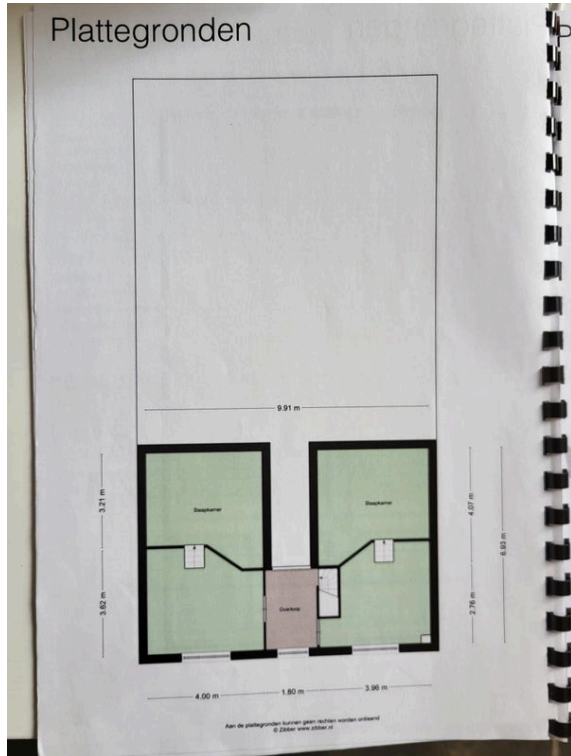 Plattegronden
P
9.91 m
3.21 m
3.62 m
Slaapkamer
Slaapkamer
4.07 m
6.93 m
2.76 m
Overloop
4.00 m
1.80 m
3.96 m
Aan de plattegronden kunnen geen rechten worden ontleend
© Zibber www.zibber.nl